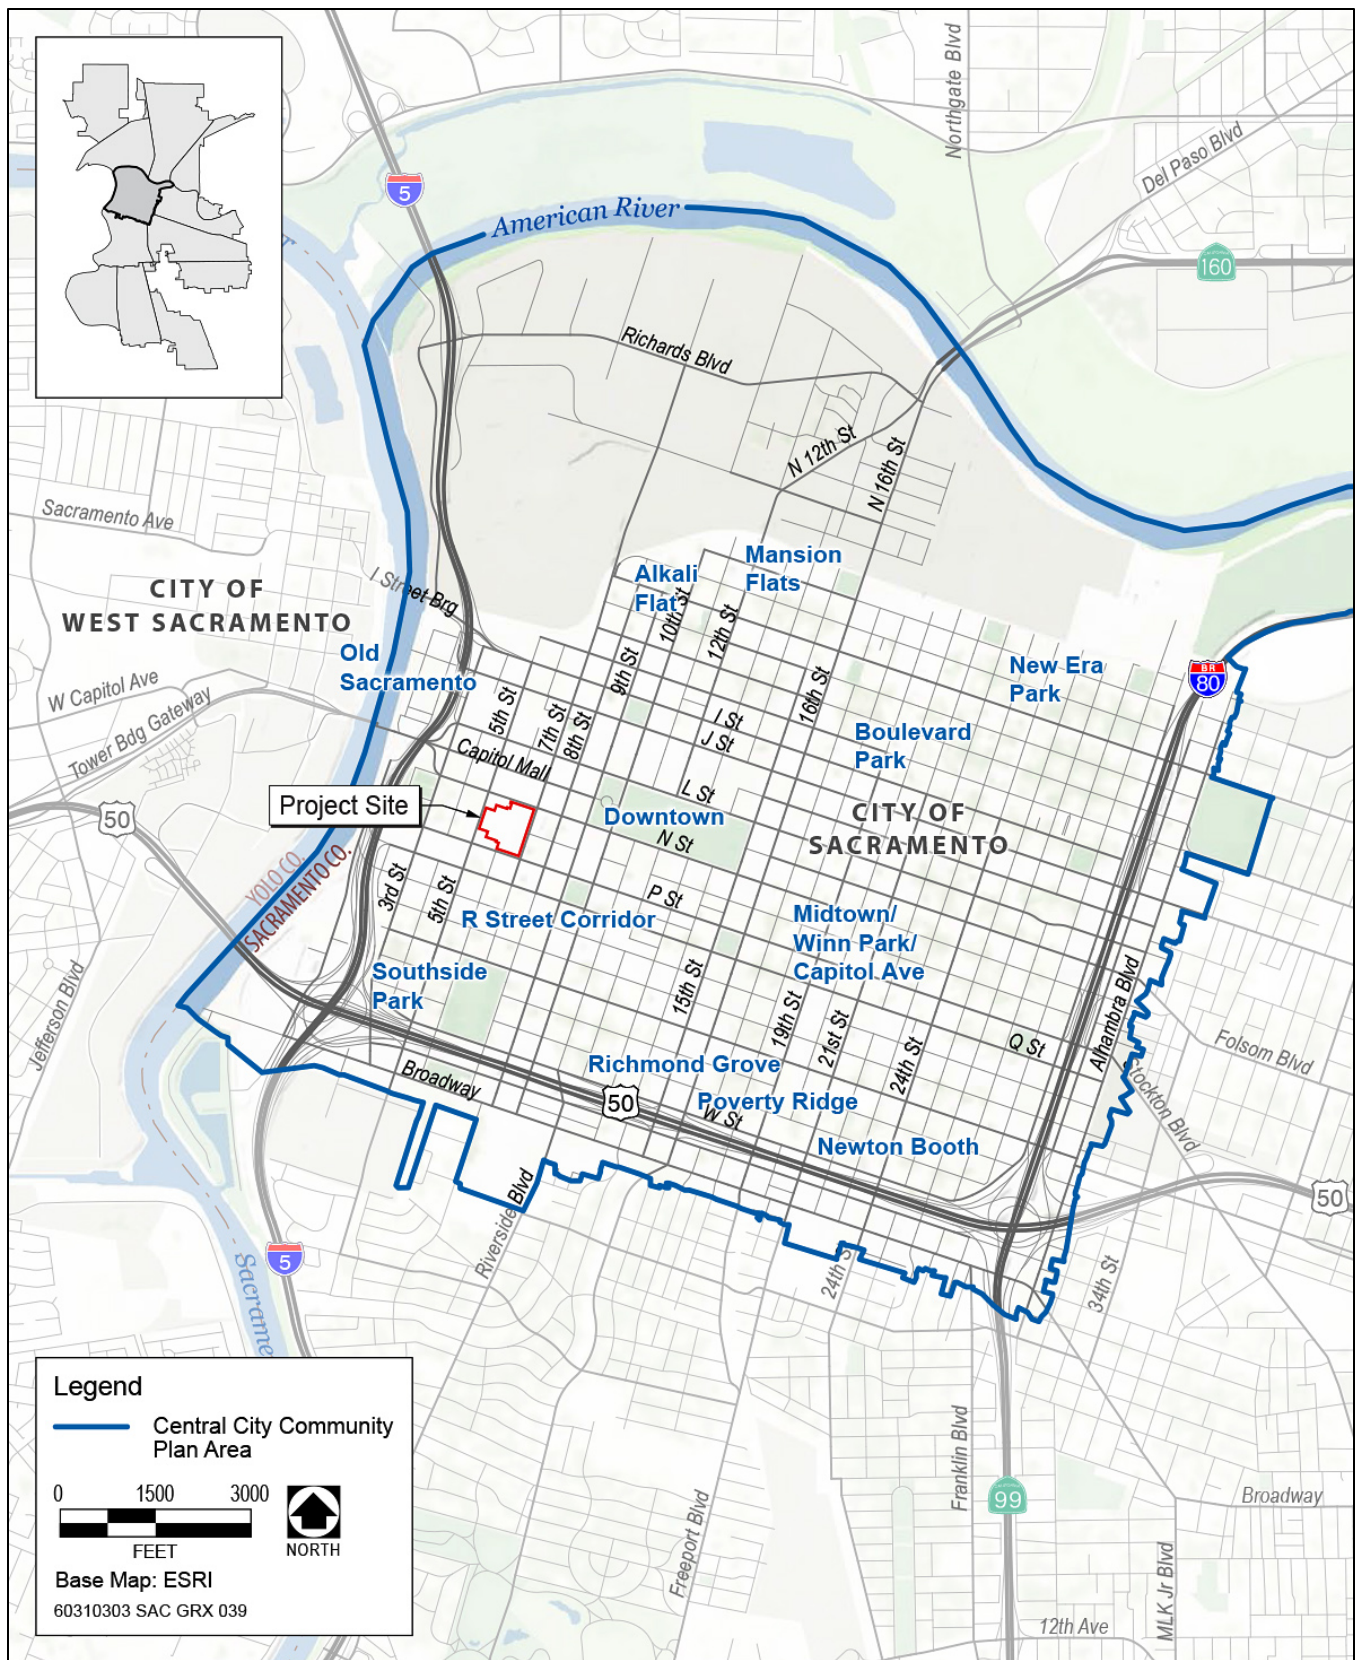 Northgate Blvd
Del Paso Blvd
5
American River
160
Richards Blvd
N 12th St
N 16th St
Sacramento Ave
I Street Brg
CITY OF
WEST SACRAMENTO
Mansion
Flats
Alkali
Flat
10th St
12th St
Old
Sacramento
9th St
16th St
New Era
Park
BR
80
W Capitol Ave
Tower Bdg Gateway
5th St
7th St
8th St
I St
J St
Boulevard
Park
Capitol Mall
L St
Project Site
Downtown
N St
CITY OF
SACRAMENTO
50
YOLO CO.
SACRAMENTO CO.
3rd St
5th St
P St
R Street Corridor
Midtown/
Winn Park/
Capitol Ave
Southside
Park
15th St
19th St
21st St
24th St
Q St
Alhambra Blvd
Jefferson Blvd
Folsom Blvd
Stockton Blvd
Broadway
Richmond Grove
50
Poverty Ridge
W St
Newton Booth
50
Riverside Blvd
24th S
34th St
5
Sacrame
Legend
Central City Community
Plan Area
0 1500 3000
FEET
NORTH
Base Map: ESRI
60310303 SAC GRX 039
Freeport Blvd
Franklin Blvd
99
Broadway
MLK Jr Blvd
12th Ave